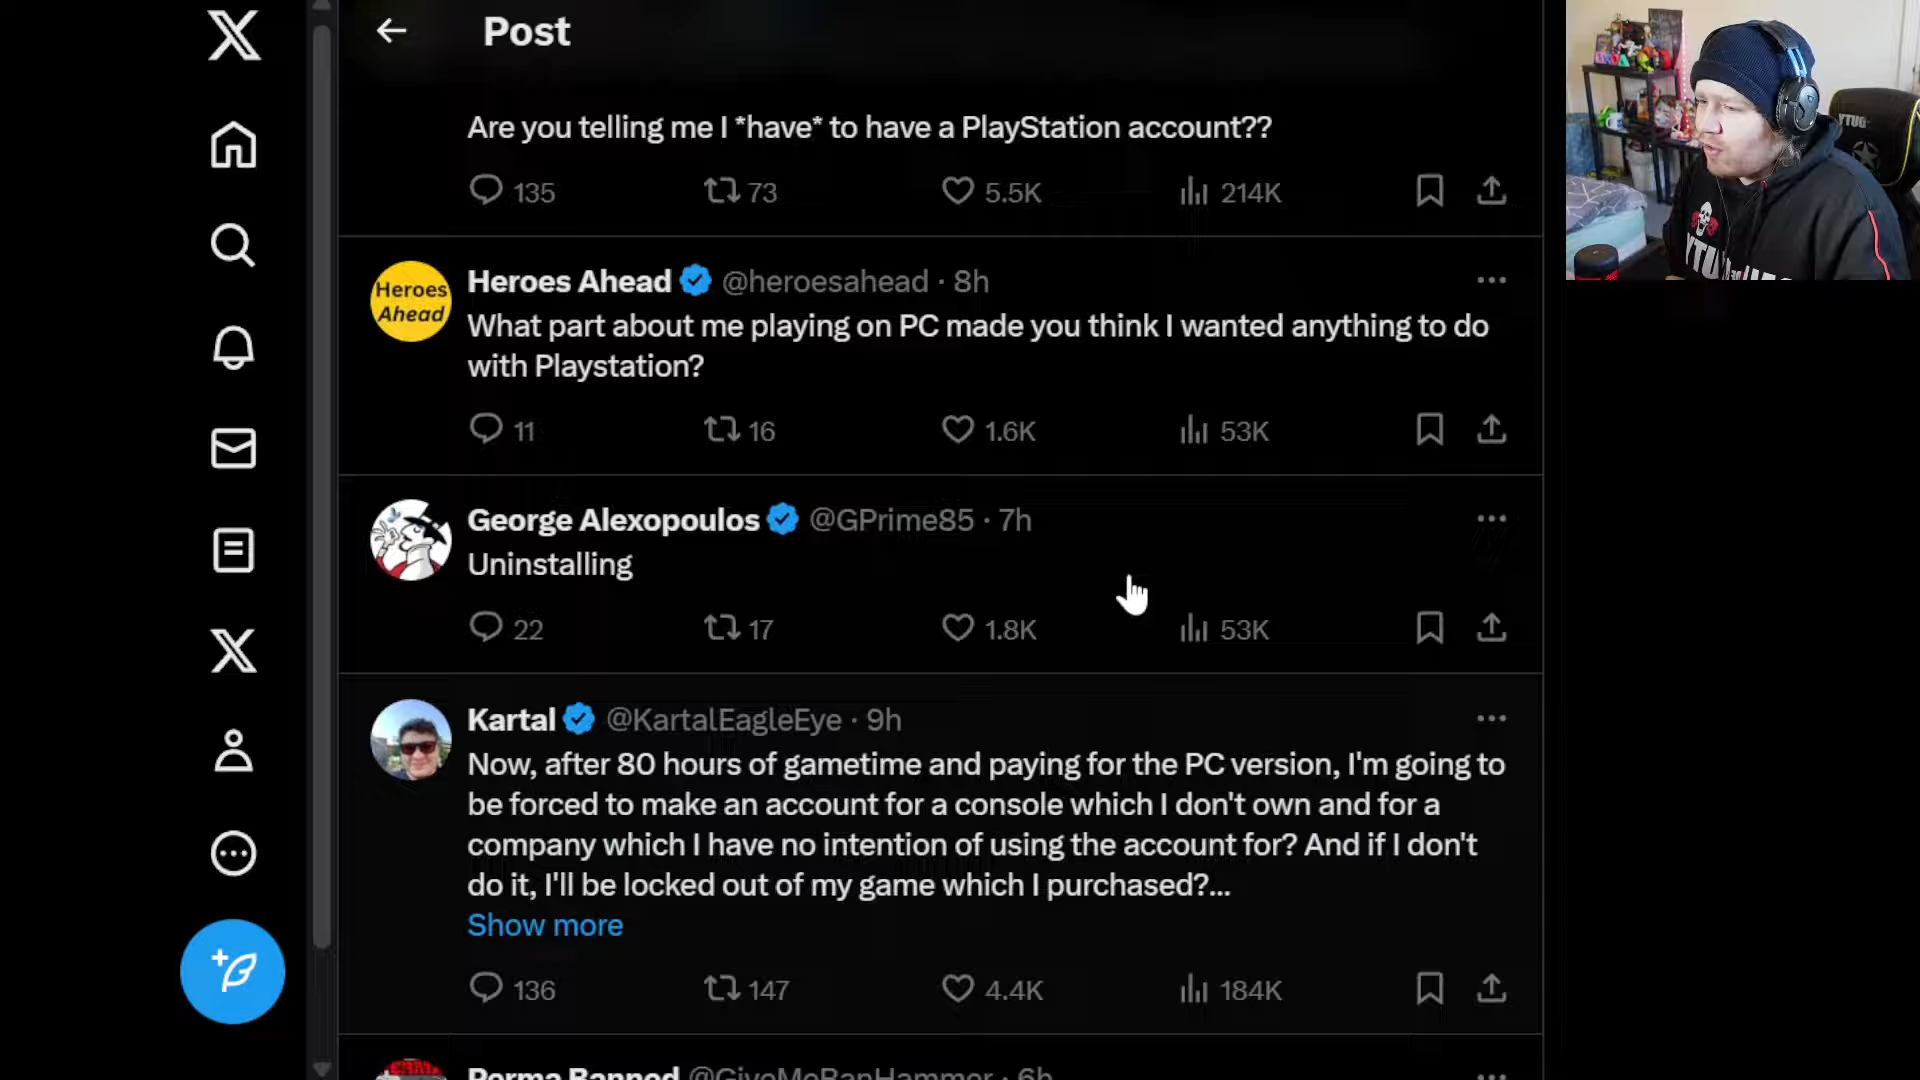 Post
Are you telling me I *have* to have a PlayStation account??
135 73 5.5K 214K
Heroes Ahead @heroesahead · 8h
Heroes
Ahead
What part about me playing on PC made you think I wanted anything to do
with Playstation?
11 16 1.6K 53K
George Alexopoulos @GPrime85 · 7h
Uninstalling
22 17 1.8K 53K
Kartal @KartalEagleEye · 9h
Now, after 80 hours of gametime and paying for the PC version, I'm going to
be forced to make an account for a console which I don't own and for a
company which I have no intention of using the account for? And if I don't
do it, I'll be locked out of my game which I purchased?...
Show more
136 147 4.4K 184K
Perma Banned @GiveMeBanHammer · 6h